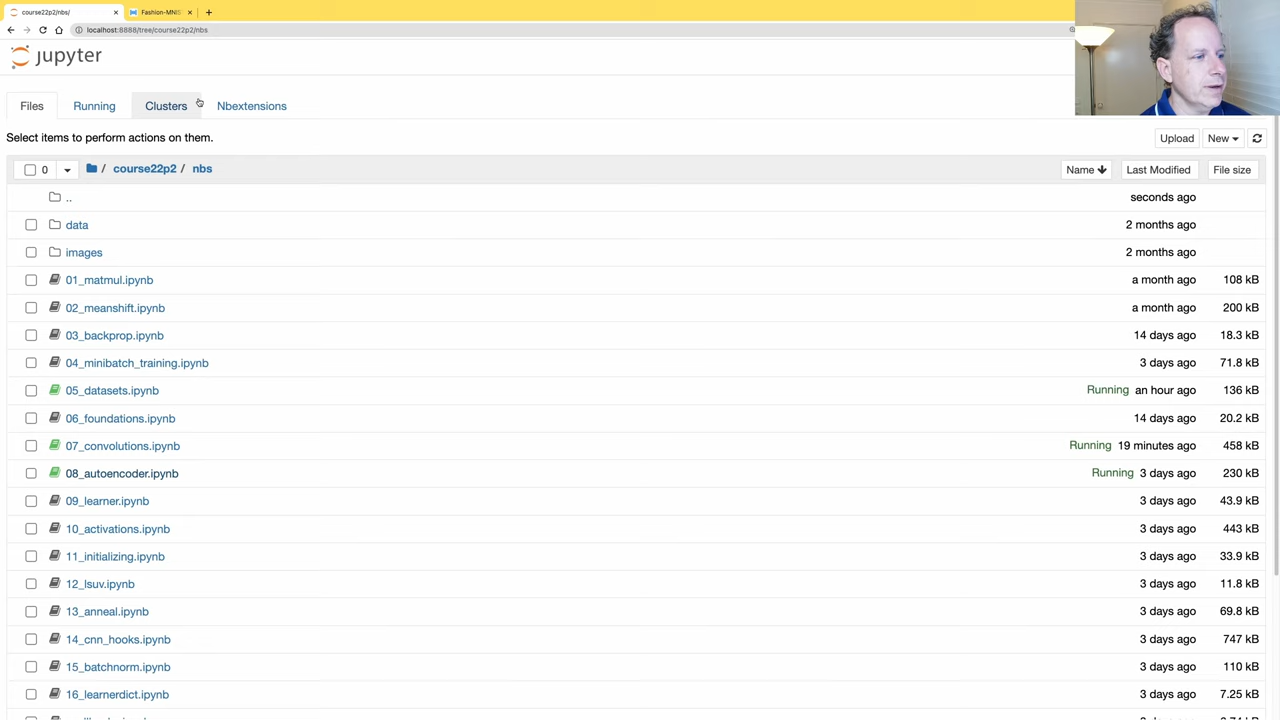 course22p2/nbs/
Fashion-MNIS
localhost:8888/tree/course22p2/nbs
jupyter
Files Running Clusters Nbextensions
Select items to perform actions on them.
Upload New
0 / course22p2 / nbs Name Last Modified File size
.. seconds ago
data 2 months ago
images 2 months ago
01_matmul.ipynb a month ago 108 kB
02_meanshift.ipynb a month ago 200 kB
03_backprop.ipynb 14 days ago 18.3 kB
04_minibatch_training.ipynb 3 days ago 71.8 kB
05_datasets.ipynb Running an hour ago 136 kB
06_foundations.ipynb 14 days ago 20.2 kB
07_convolutions.ipynb Running 19 minutes ago 458 kB
08_autoencoder.ipynb Running 3 days ago 230 kB
09_learner.ipynb 3 days ago 43.9 kB
10_activations.ipynb 3 days ago 443 kB
11_initializing.ipynb 3 days ago 33.9 kB
12_lsuv.ipynb 3 days ago 11.8 kB
13_anneal.ipynb 3 days ago 69.8 kB
14_cnn_hooks.ipynb 3 days ago 747 kB
15_batchnorm.ipynb 3 days ago 110 kB
16_learnerdict.ipynb 3 days ago 7.25 kB